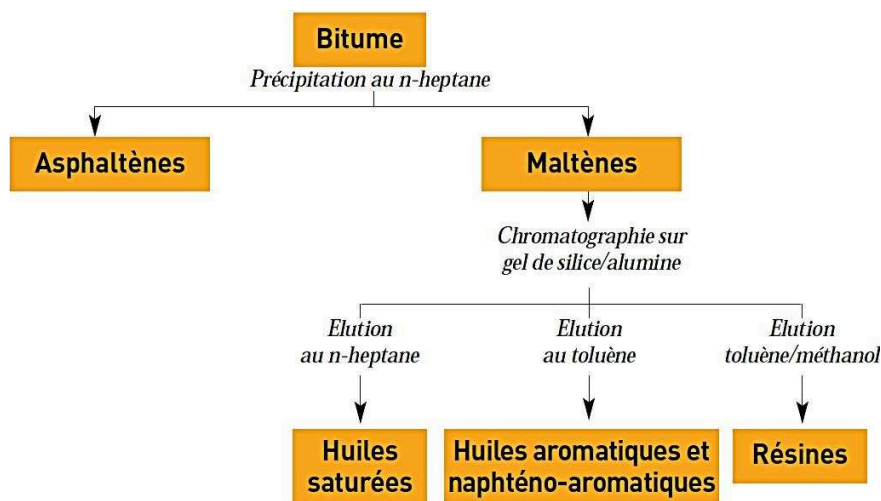 Bitume
Précipitation au n-heptane
Asphaltènes
Maltènes
Chromatographie sur
gel de silice/alumine
Elution
au n-heptane
Elution
au toluène
Elution
toluène/méthanol
Huiles
saturées
Huiles aromatiques et
naphténo-aromatiques
Résines